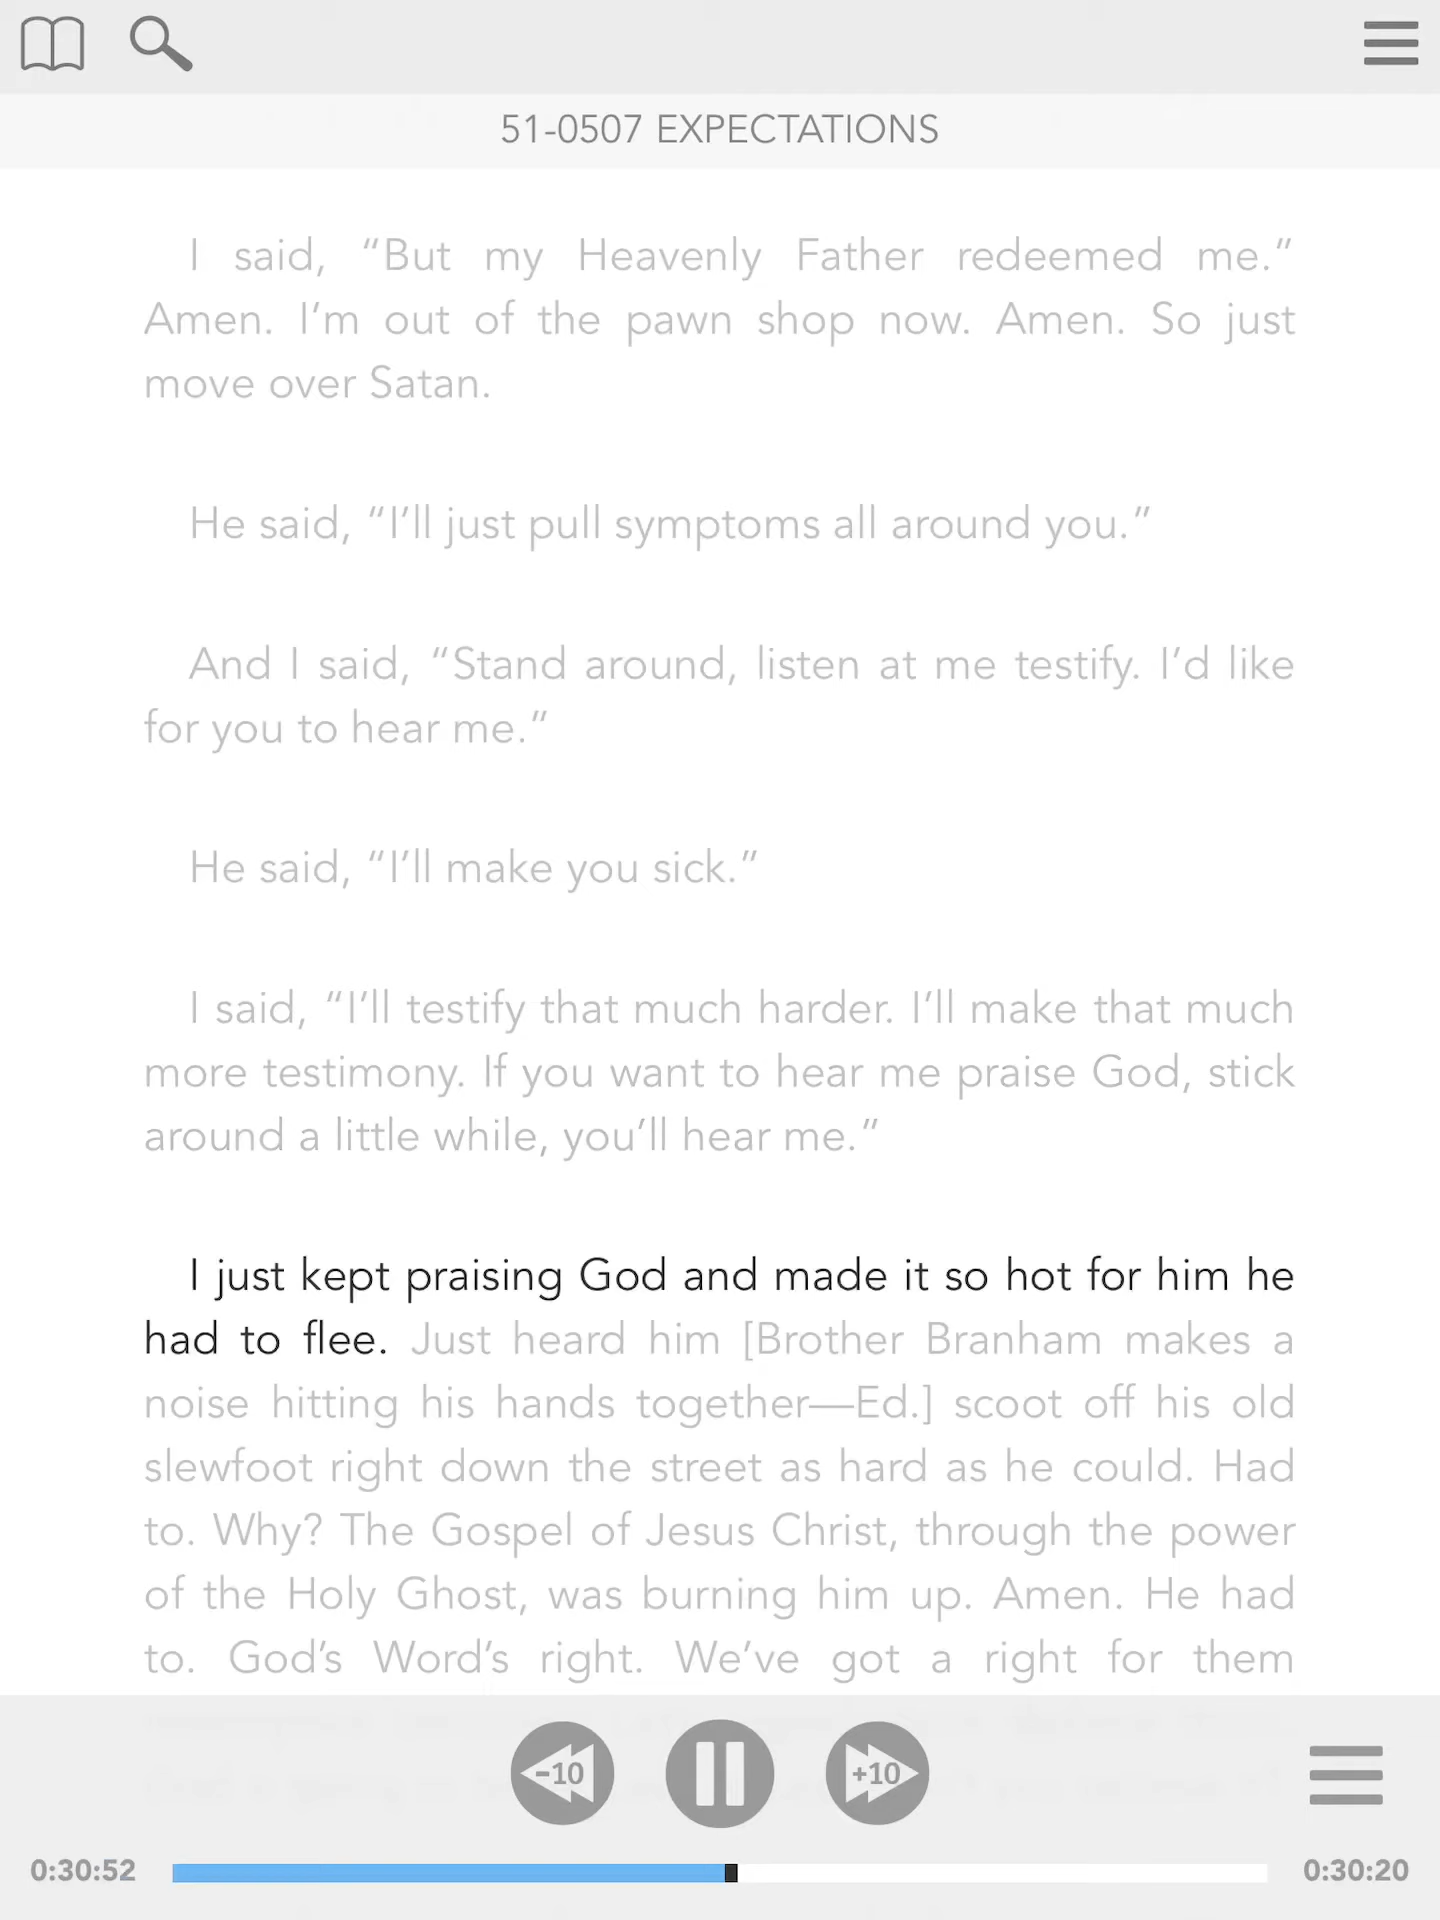 51-0507 EXPECTATIONS
I said, “But my Heavenly Father redeemed me.”
Amen. I’m out of the pawn shop now. Amen. So just
move over Satan.
He said, “I’ll just pull symptoms all around you.”
And I said, “Stand around, listen at me testify. I’d like
for you to hear me.”
He said, “I’ll make you sick.”
I said, “I’ll testify that much harder. I’ll make that much
more testimony. If you want to hear me praise God, stick
around a little while, you’ll hear me.”
I just kept praising God and made it so hot for him he
had to flee. Just heard him [Brother Branham makes a
noise hitting his hands together—Ed.] scoot off his old
slewfoot right down the street as hard as he could. Had
to. Why? The Gospel of Jesus Christ, through the power
of the Holy Ghost, was burning him up. Amen. He had
to. God’s Word’s right. We’ve got a right for them
-10 +10
0:30:52 0:30:20